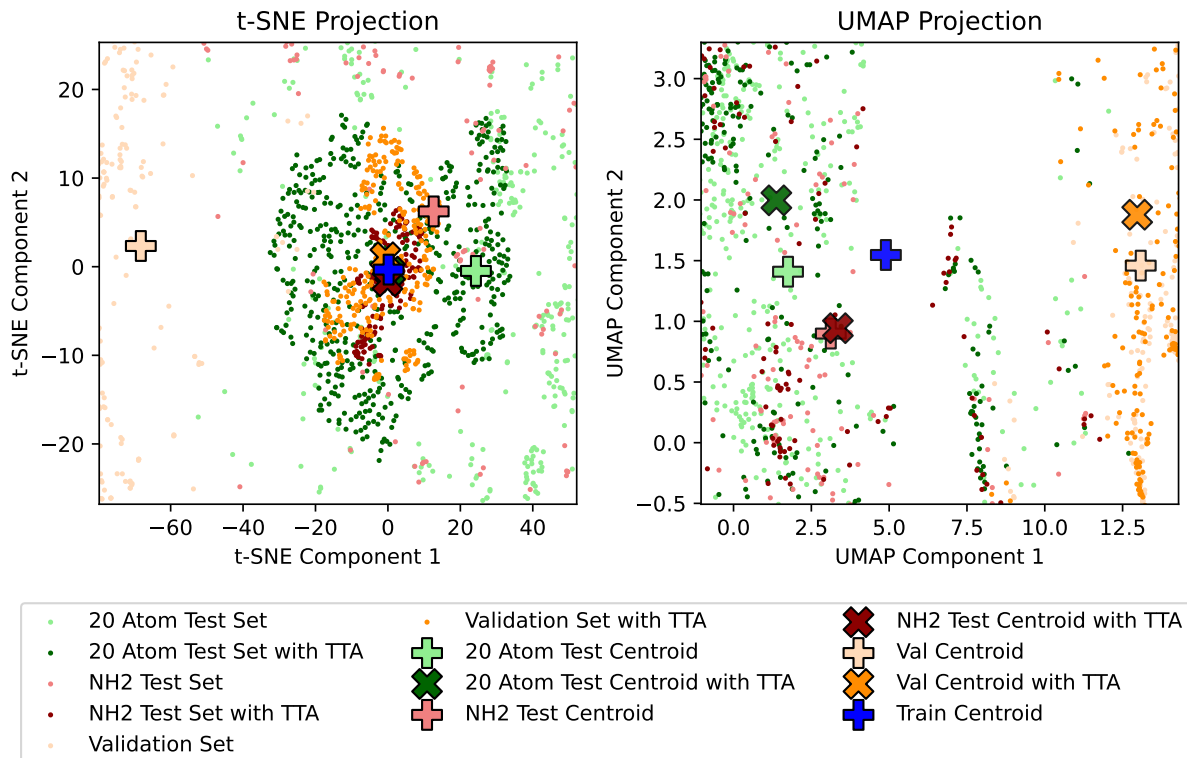 t-SNE Projection
UMAP Projection
t-SNE Component 2
20
10
0
−10
−20
−60
−40
−20
0
20
40
t-SNE Component 1
UMAP Component 2
3.0
2.5
2.0
1.5
1.0
0.5
0.0
−0.5
0.0
2.5
5.0
7.5
10.0
12.5
UMAP Component 1
20 Atom Test Set
20 Atom Test Set with TTA
NH2 Test Set
NH2 Test Set with TTA
Validation Set
Validation Set with TTA
20 Atom Test Centroid
20 Atom Test Centroid with TTA
NH2 Test Centroid
NH2 Test Centroid with TTA
Val Centroid
Val Centroid with TTA
Train Centroid